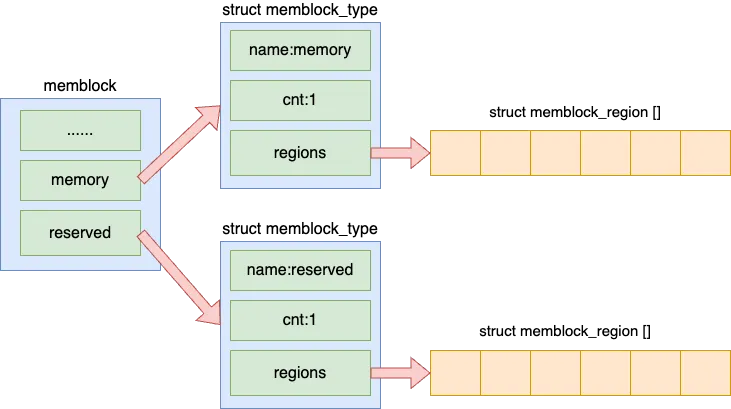 struct memblock_type
name:memory
cnt:1
regions
memblock
......
memory
reserved
struct memblock_region []
struct memblock_type
name:reserved
cnt:1
regions
struct memblock_region []